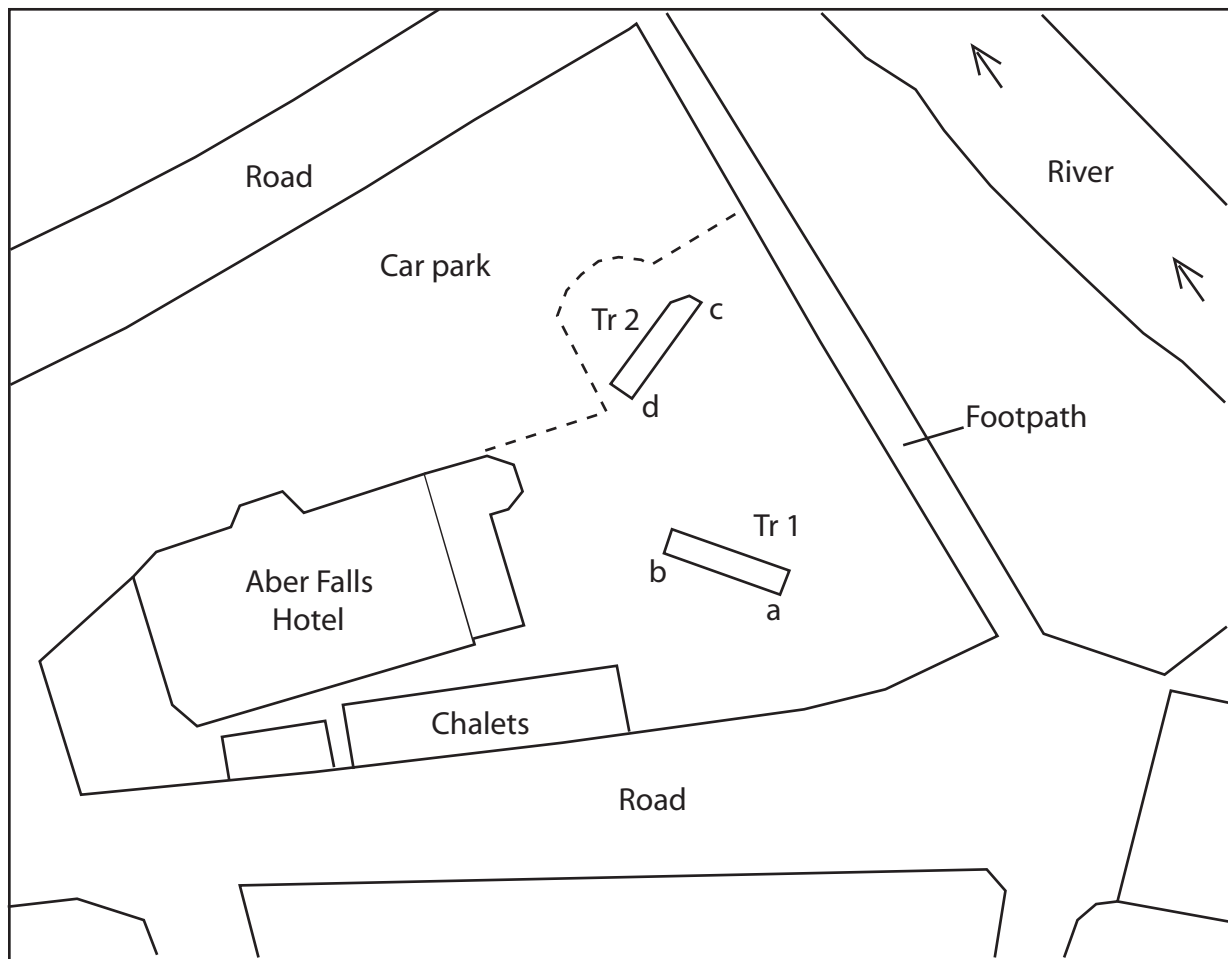 Road
River
Car park
Tr 2
c
d
Footpath
Tr 1
b
a
Aber Falls
Hotel
Chalets
Road